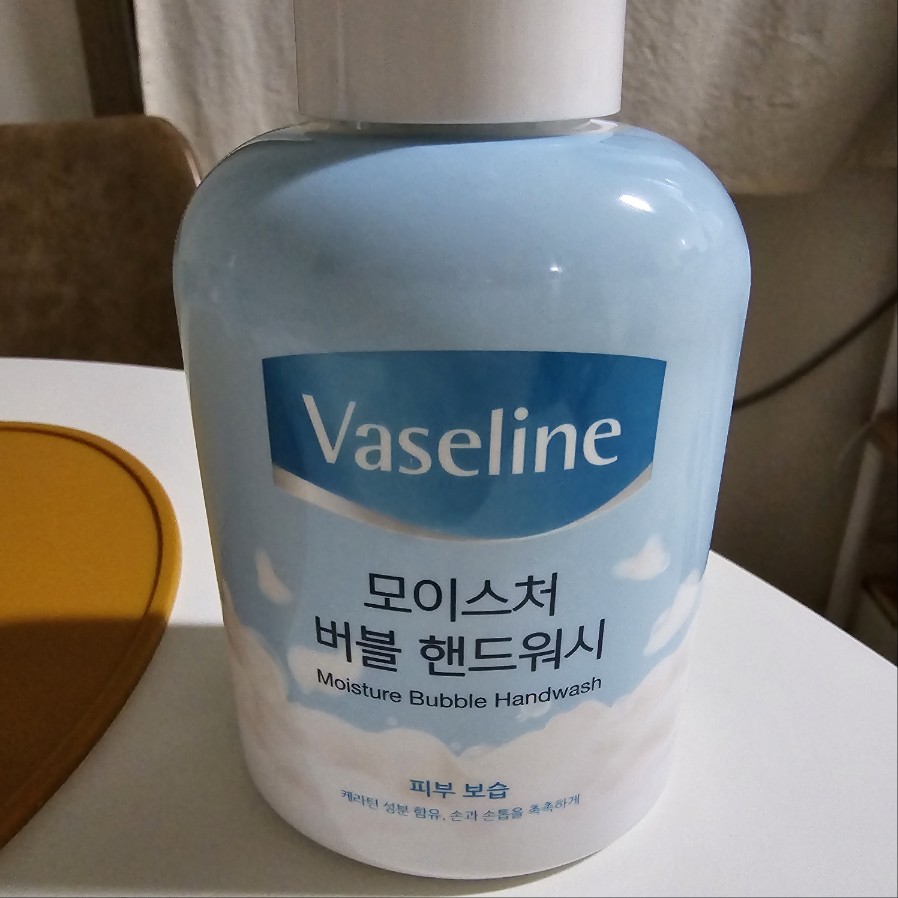 Vaseline
모이스처
버블 핸드워시
Moisture Bubble Handwash
피부 보습
케라틴 성분 함유, 손과 손톱을 촉촉하게